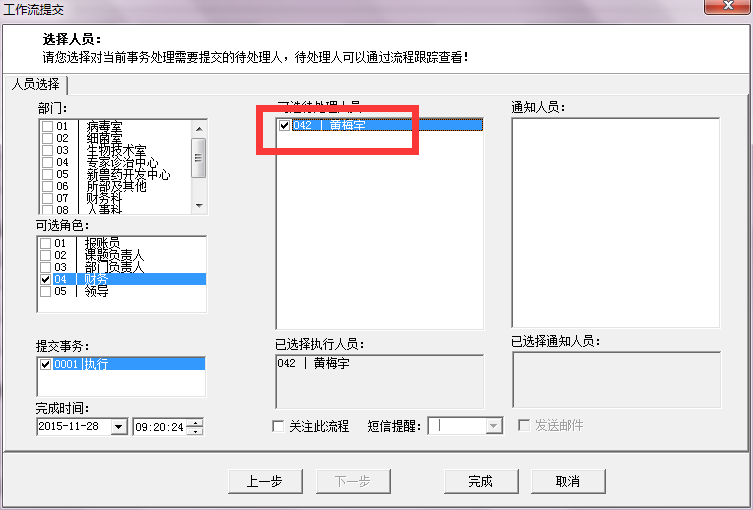 工作流提交
选择人员：
请您选择对当前事务处理需要提交的待处理人，待处理人可以通过流程跟踪查看！
人员选择
部门：
01 | 病毒室
02 | 细菌室
03 | 生物技术室
04 | 专家诊治中心
05 | 新兽药开发中心
06 | 所部及其他
07 | 财务科
08 | 人事科
可选角色：
01 | 报账员
02 | 课题负责人
03 | 部门负责人
04 | 财务
05 | 领导
提交事务：
0001|执行
完成时间：
2015-11-28 09:20:24
可选待处理人员
042 | 黄梅宇
已选择执行人员：
042 | 黄梅宇
关注此流程 短信提醒：
通知人员：
已选择通知人员：
发送邮件
上一步 下一步 完成 取消